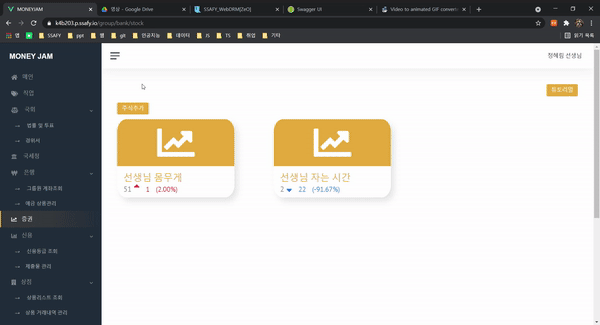 MONEYJAM
영상 - Google Drive
SSAFY_WebORM(ZeO)
Swagger UI
Video to animated GIF convert
k4b203.p.ssafy.io/group/bank/stock
앱
SSAFY
ppt
웹
git
인공지능
데이터
JS
TS
취업
기타
읽기 목록
MONEY JAM
정혜림 선생님
메인
직업
국회
법률 및 투표
경위서
국세청
은행
그룹원 계좌조회
예금 상품관리
증권
신용
신용등급 조회
제출물 관리
상점
상품리스트 조회
상품 거래내역 관리
튜토리얼
주식추가
선생님 몸무게
51 1 (2.00%)
선생님 자는 시간
2 22 (-91.67%)